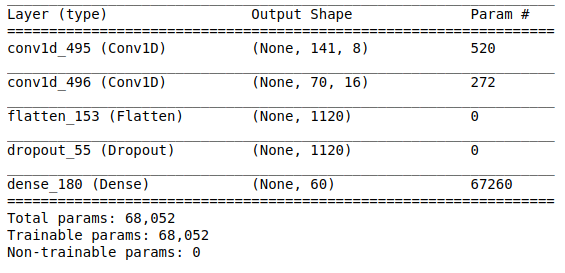 Layer (type) Output Shape Param #
conv1d_495 (Conv1D) (None, 141, 8) 520
conv1d_496 (Conv1D) (None, 70, 16) 272
flatten_153 (Flatten) (None, 1120) 0
dropout_55 (Dropout) (None, 1120) 0
dense_180 (Dense) (None, 60) 67260
Total params: 68,052
Trainable params: 68,052
Non-trainable params: 0